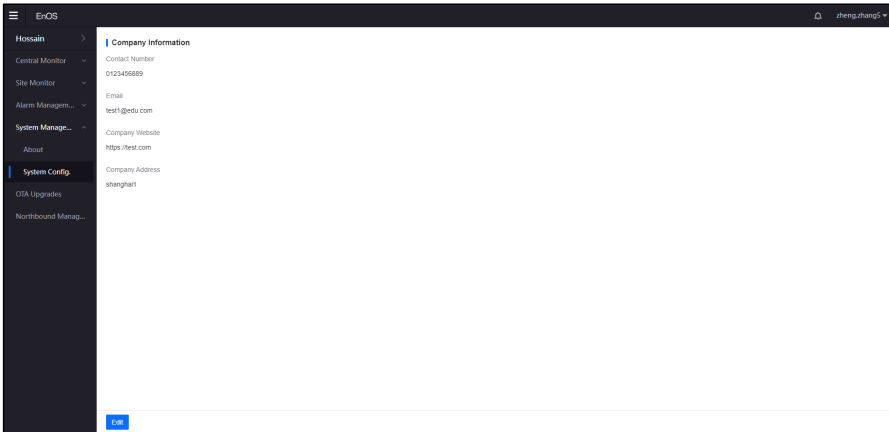 EnOS
zheng.zhang5
Hossain
Central Monitor
Site Monitor
Alarm Managem...
System Manage...
About
System Config.
OTA Upgrades
Northbound Manag...
Company Information
Contact Number
0123456889
Email
test1@edu.com
Company Website
https://test.com
Company Address
shanghai1
Edit